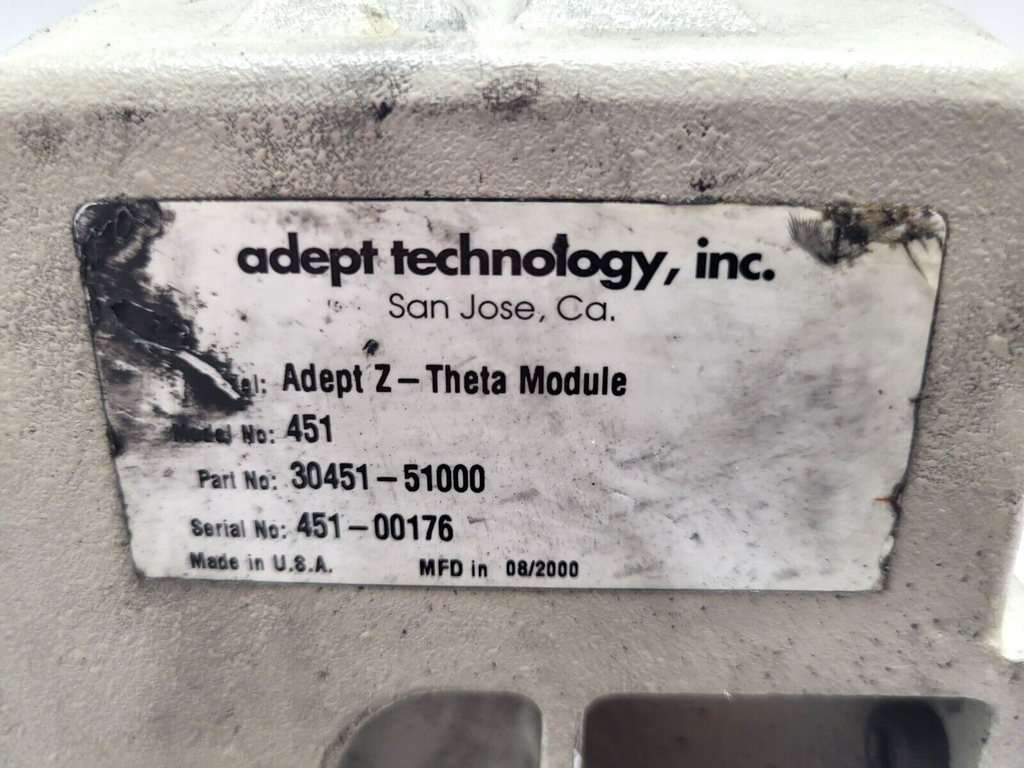 adept technology, inc.
San Jose, Ca.
Adept Z-Theta Module
Model No: 451
Part No: 30451-51000
Serial No: 451-00176
Made in U.S.A. MFD in 08/2000